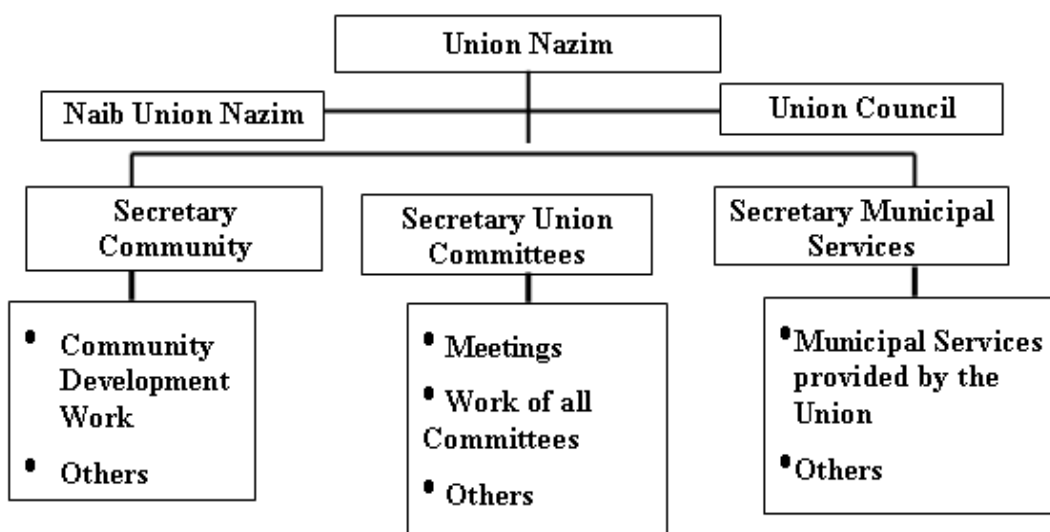 Union Nazim
Naib Union Nazim
Union Council
Secretary
Community
Secretary Union
Committees
Secretary Municipal
Services
• Community
Development
Work
• Others
• Meetings
• Work of all
Committees
• Others
• Municipal Services
provided by the
Union
• Others